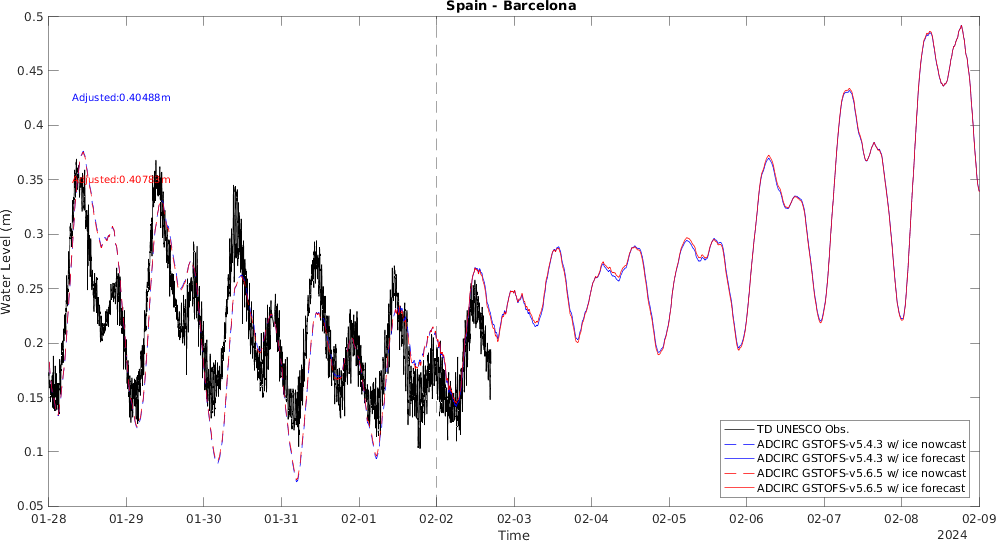 Spain - Barcelona
0.5
0.45
0.4
0.35
0.3
0.25
0.2
0.15
0.1
0.05
Water Level (m)
Adjusted:0.40488m
TD UNESCO Obs.
ADCIRC GSTOFS-v5.4.3 w/ ice nowcast
ADCIRC GSTOFS-v5.4.3 w/ ice forecast
ADCIRC GSTOFS-v5.6.5 w/ ice nowcast
ADCIRC GSTOFS-v5.6.5 w/ ice forecast
01-28 01-29 01-30 01-31 02-01 02-02 02-03 02-04 02-05 02-06 02-07 02-08 02-09
Time
2024